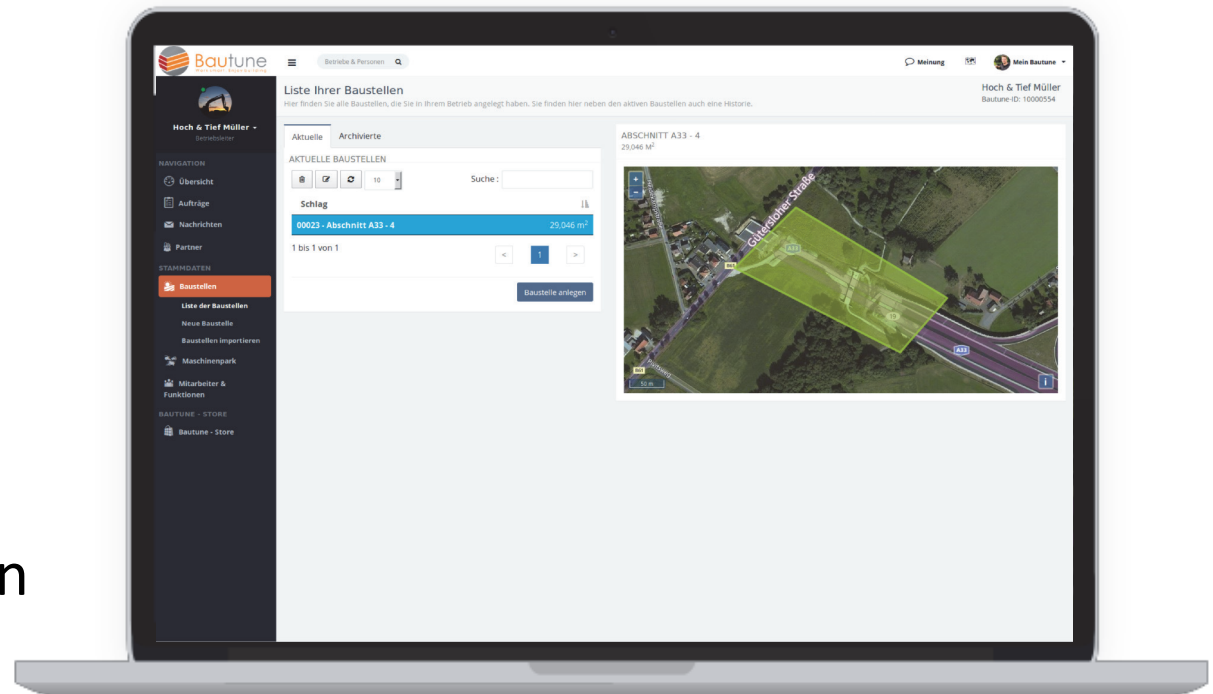 Bautune
Betriebe & Personen
Meinung
Mein Bautune
Hoch & Tief Müller
Betriebsleiter
NAVIGATION
Übersicht
Aufträge
Nachrichten
Partner
STAMMDATEN
Baustellen
Liste der Baustellen
Neue Baustelle
Baustellen importieren
Maschinenpark
Mitarbeiter &
Funktionen
BAUTUNE - STORE
Bautune - Store
Liste Ihrer Baustellen
Hier finden Sie alle Baustellen, die Sie in Ihrem Betrieb angelegt haben. Sie finden hier neben den aktiven Baustellen auch eine Historie.
Hoch & Tief Müller
Bautune-ID: 10000554
Aktuelle Archivierte
AKTUELLE BAUSTELLEN
10 Suche :
Schlag
00023 - Abschnitt A33 - 4 29,046 m²
1 bis 1 von 1 < 1 >
Baustelle anlegen
ABSCHNITT A33 - 4
29,046 M²
+
-
Gütersloher Straße
A33
B61
10
A33
B61
50 m
i
n